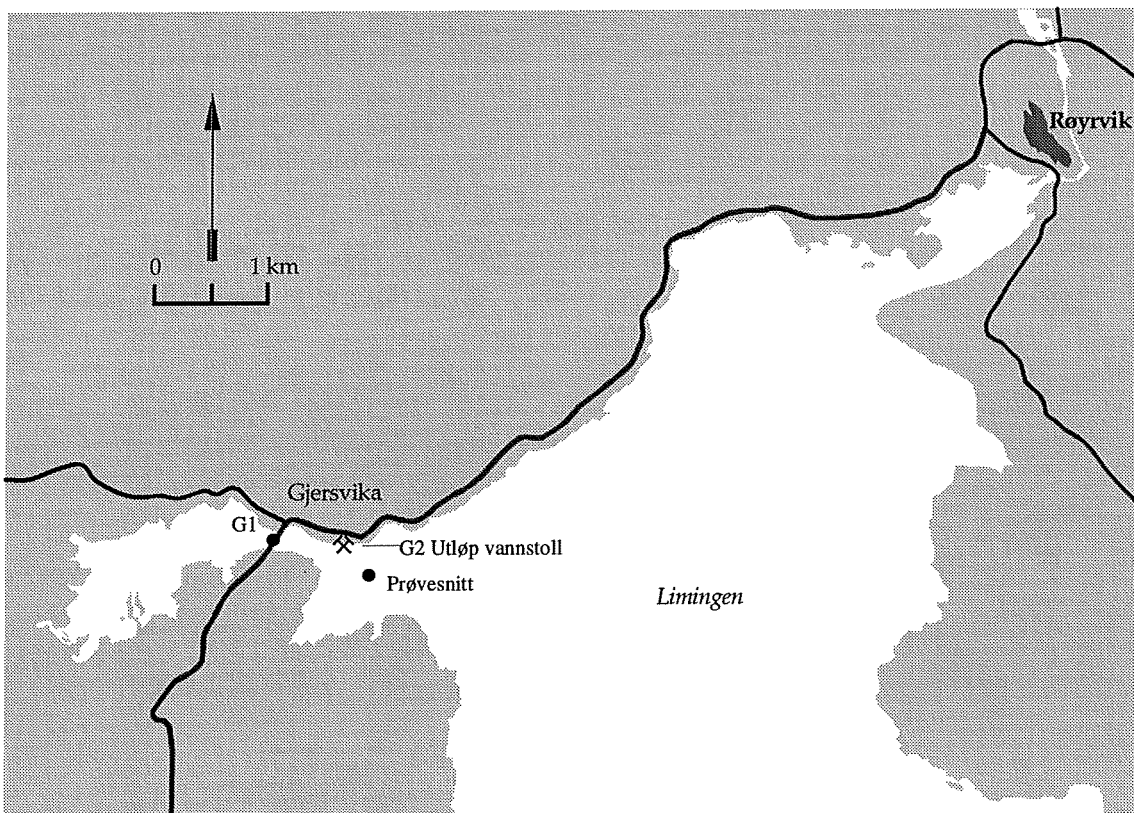 Røyrvik
0 1 km
Gjersvika
G1
G2 Utløp vannstoll
Prøvesnitt
Limingen